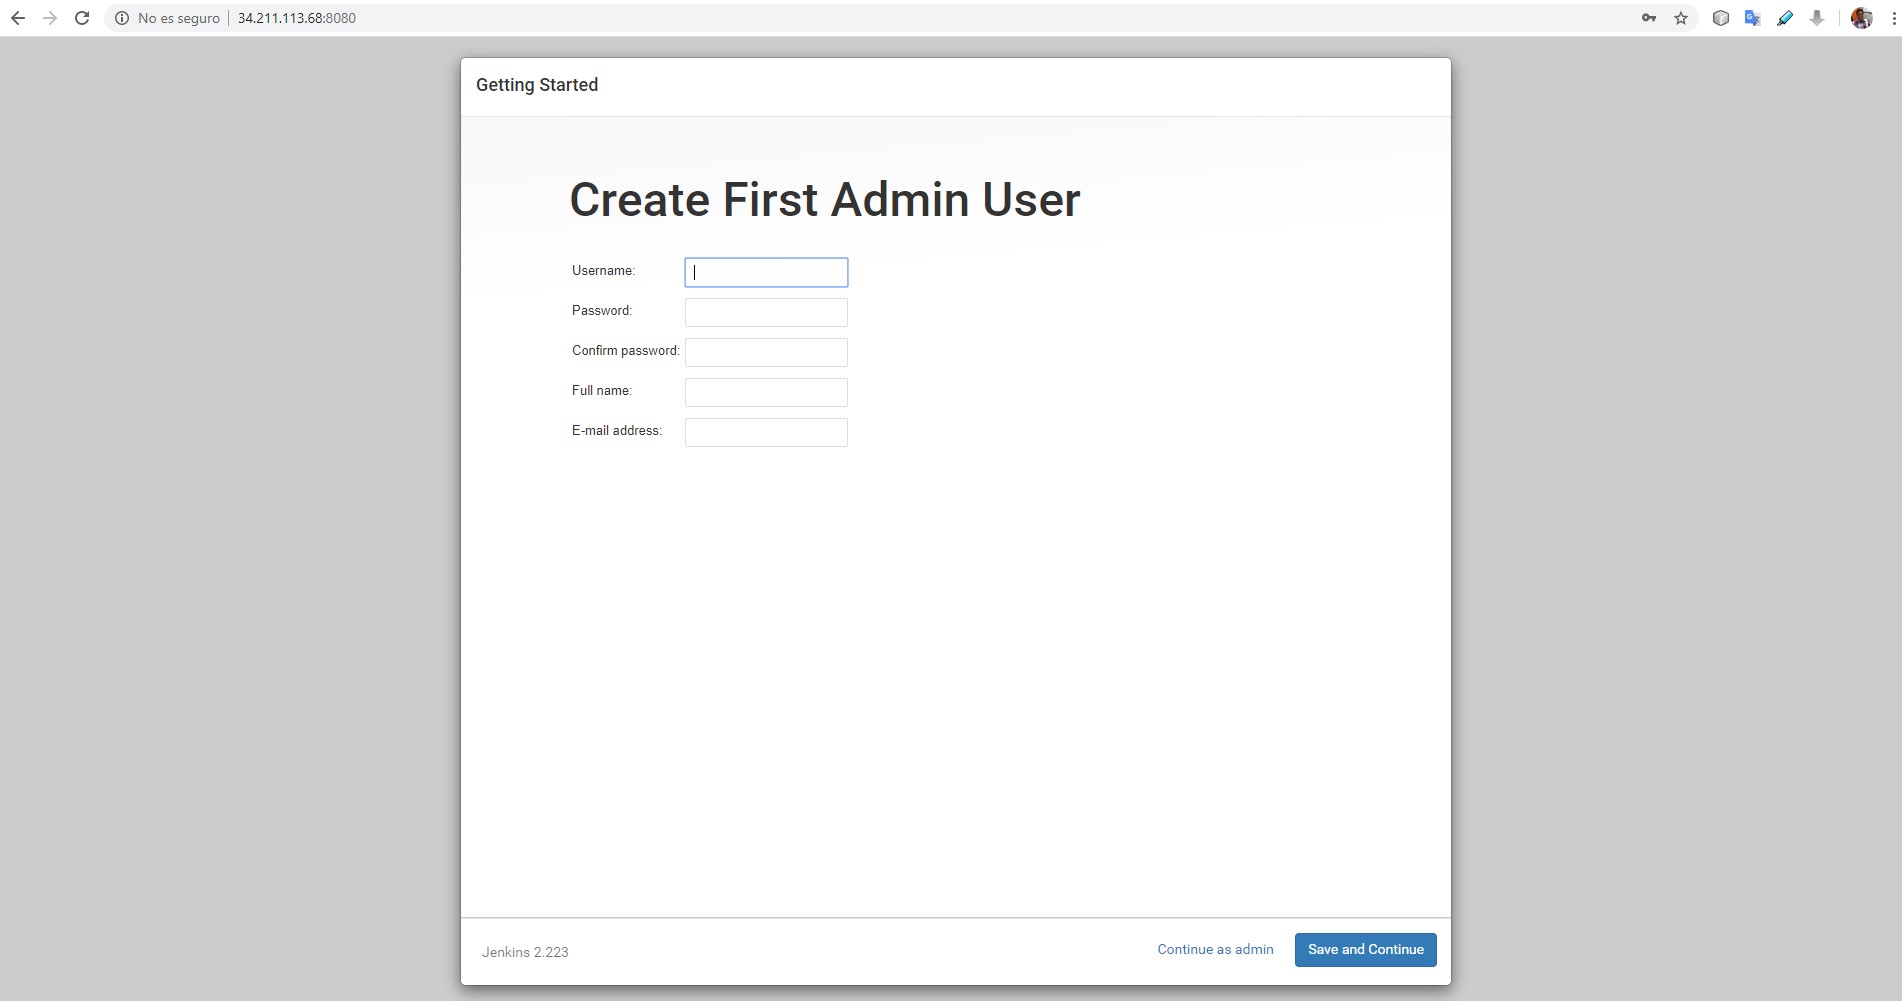 No es seguro | 34.211.113.68:8080
Getting Started
Create First Admin User
Username:
Password:
Confirm password:
Full name:
E-mail address:
Jenkins 2.223
Continue as admin
Save and Continue